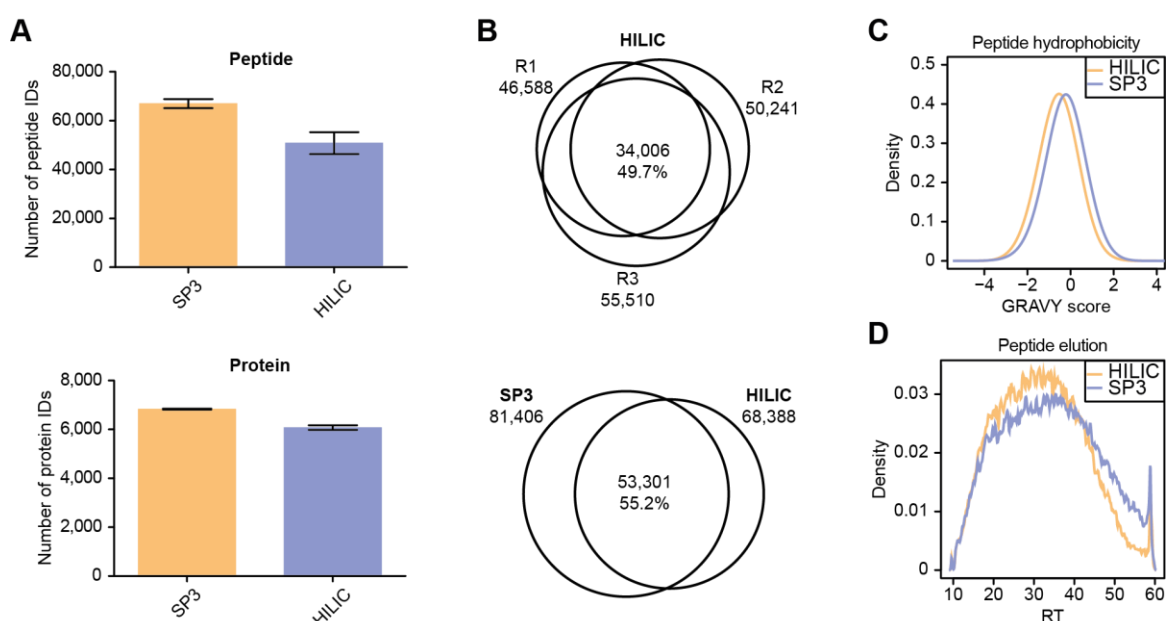 A
Peptide
Number of peptide IDs
80,000
60,000
40,000
20,000
0
SP3
HILIC
Protein
Number of protein IDs
8,000
6,000
4,000
2,000
0
SP3
HILIC
B
HILIC
R1
46,588
R2
50,241
34,006
49.7%
R3
55,510
SP3
81,406
HILIC
68,388
53,301
55.2%
C
Peptide hydrophobicity
HILIC
SP3
Density
0.5
0.4
0.3
0.2
0.1
0
−4 −2 0 2 4
GRAVY score
D
Peptide elution
HILIC
SP3
Density
0.03
0.02
0.01
0
10 20 30 40 50 60
RT